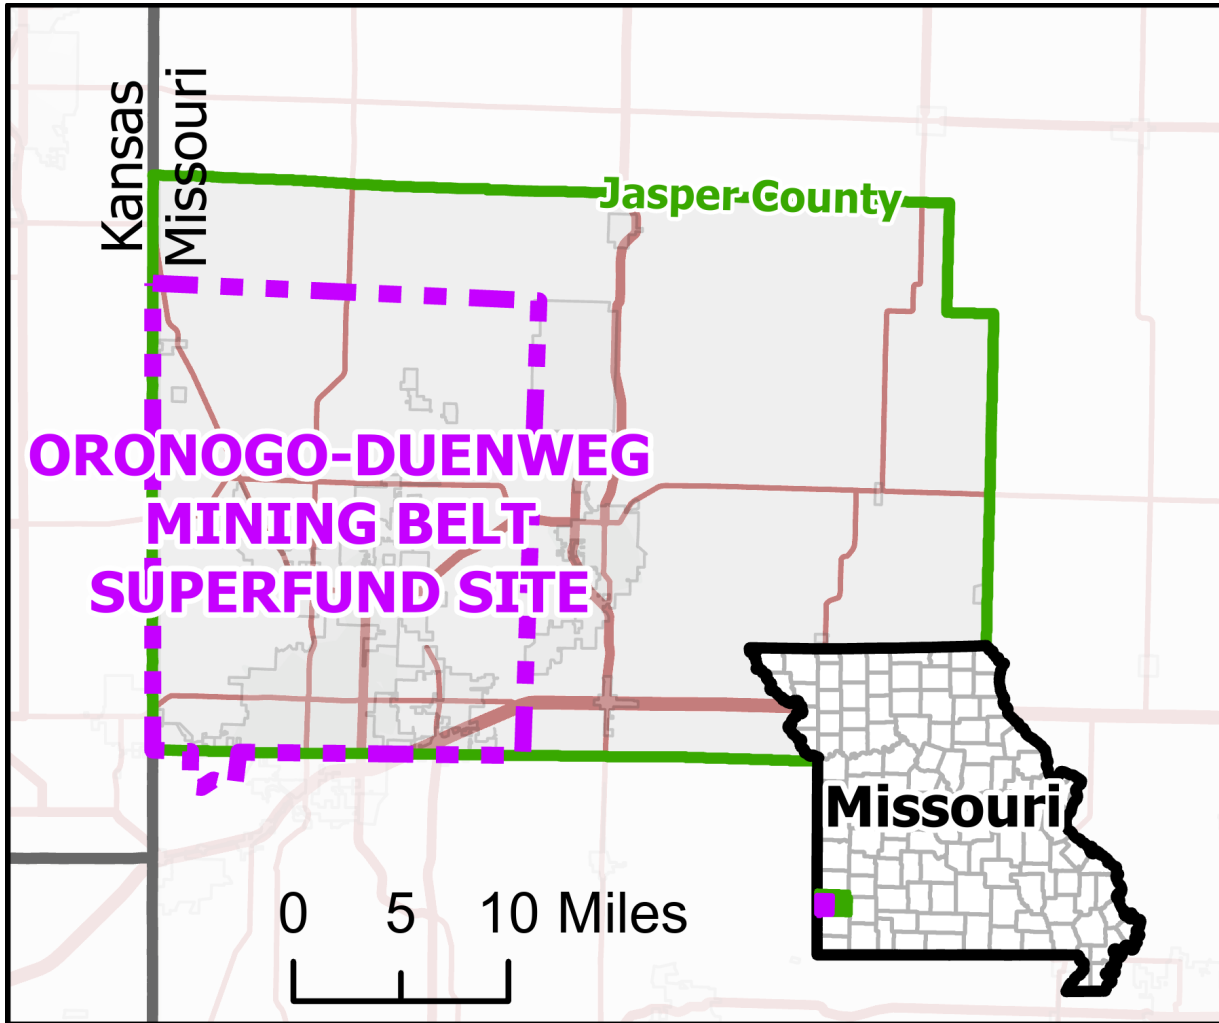 Kansas
Missouri
Jasper County
ORONOGO-DUENWEG
MINING BELT
SUPERFUND SITE
Missouri
0 5 10 Miles